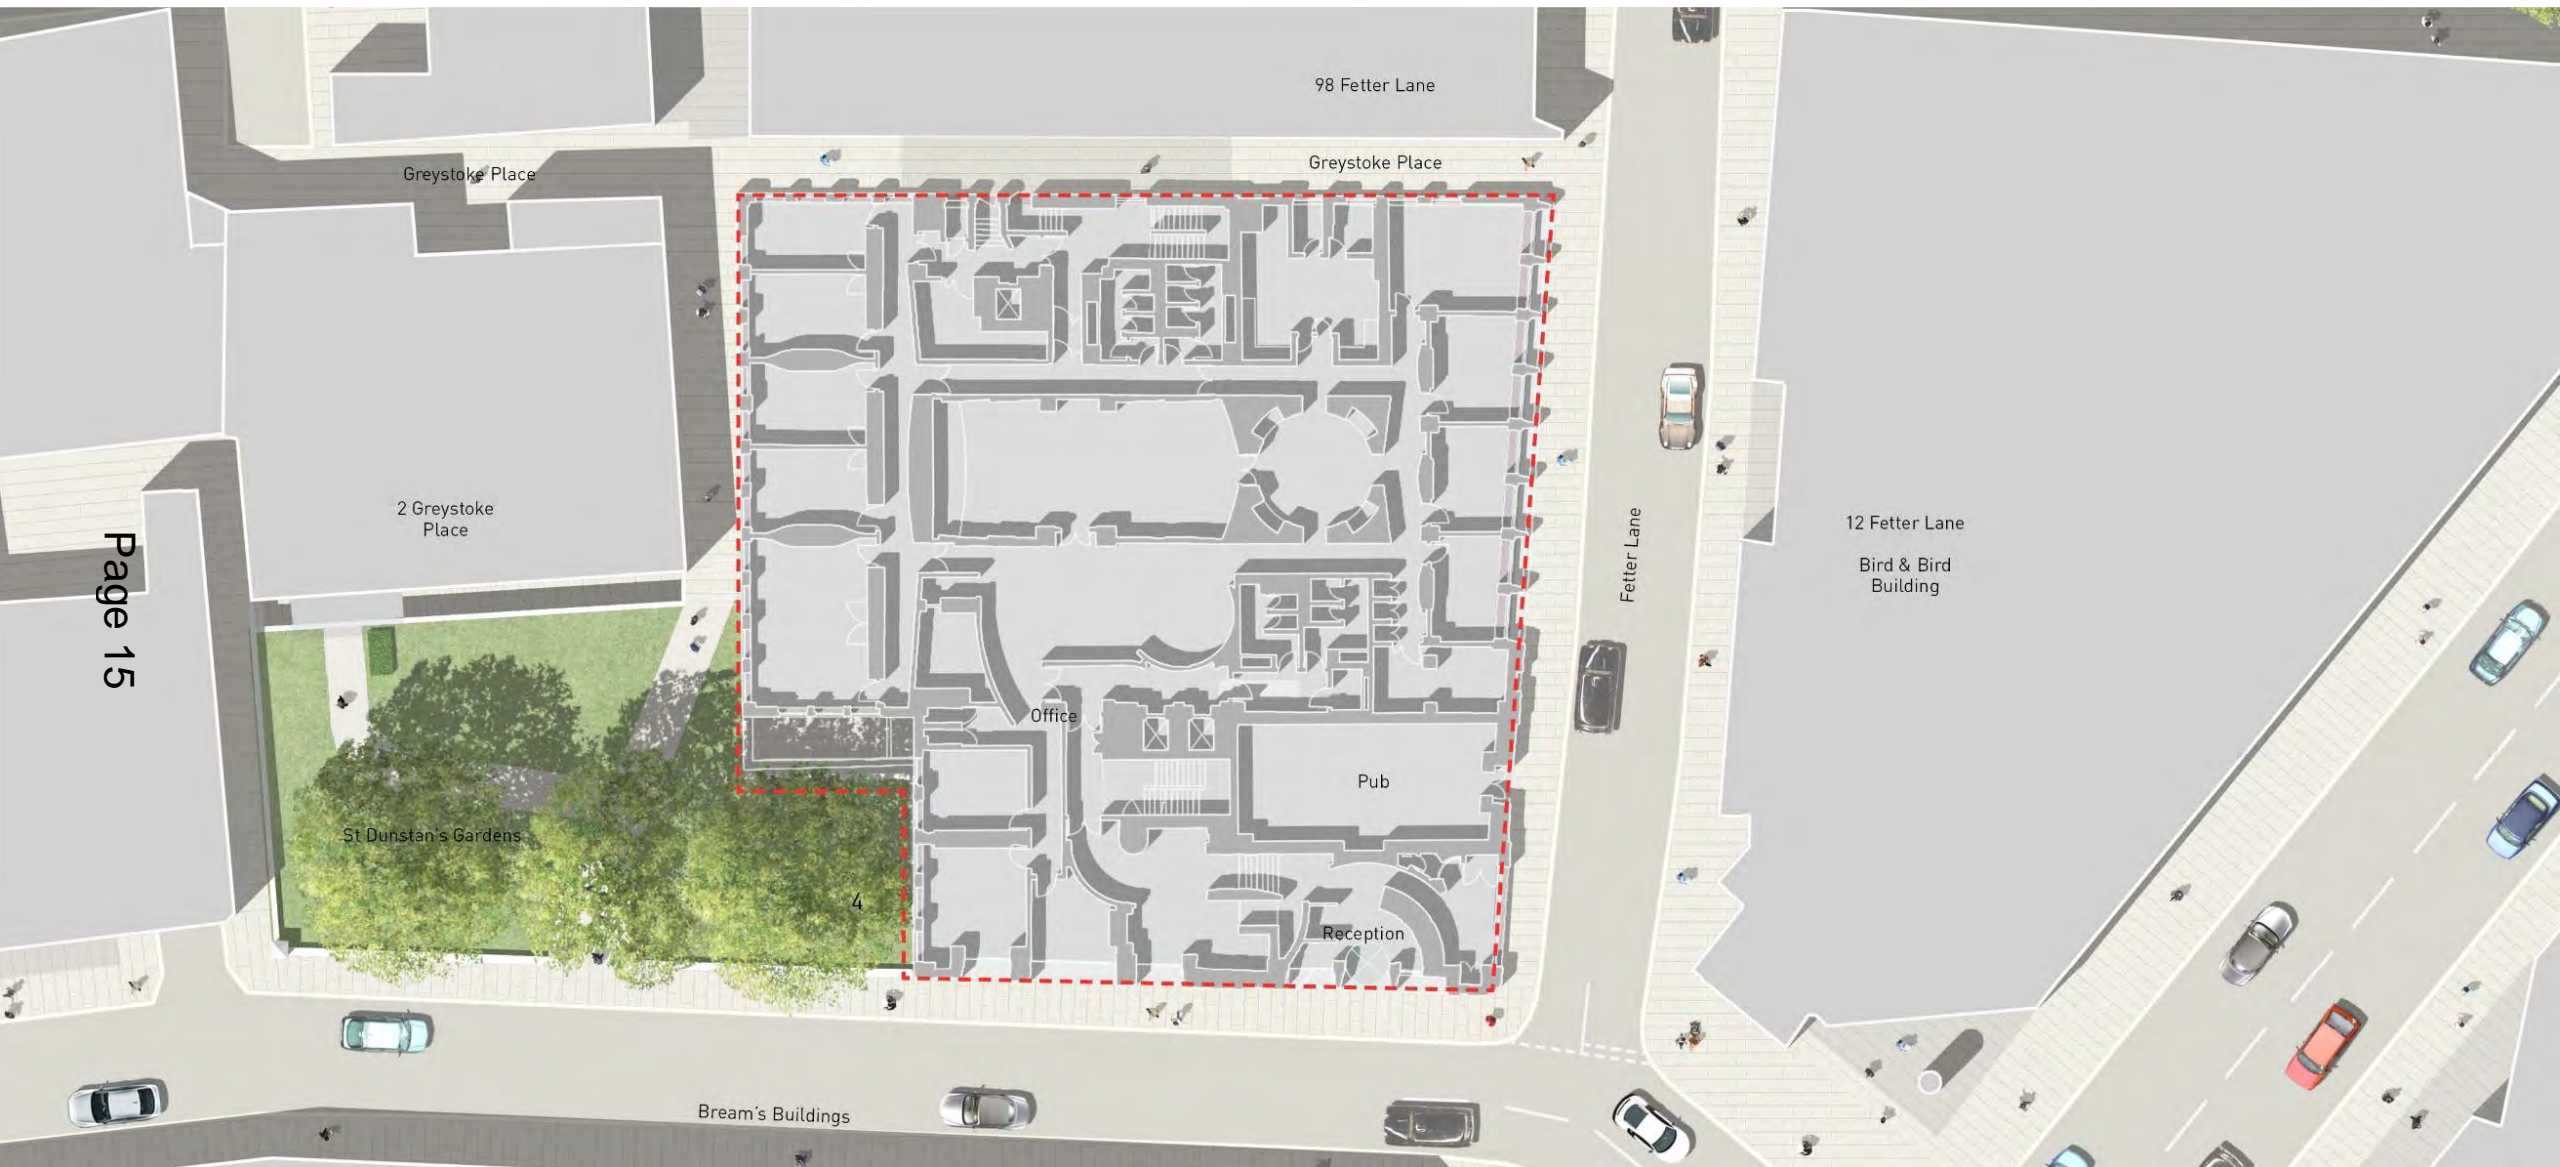 98 Fetter Lane
Greystoke Place
Greystoke Place
2 Greystoke
Place
Page 15
Fetter Lane
12 Fetter Lane
Bird & Bird
Building
Office
Pub
St Dunstan's Gardens
4
Reception
Bream's Buildings